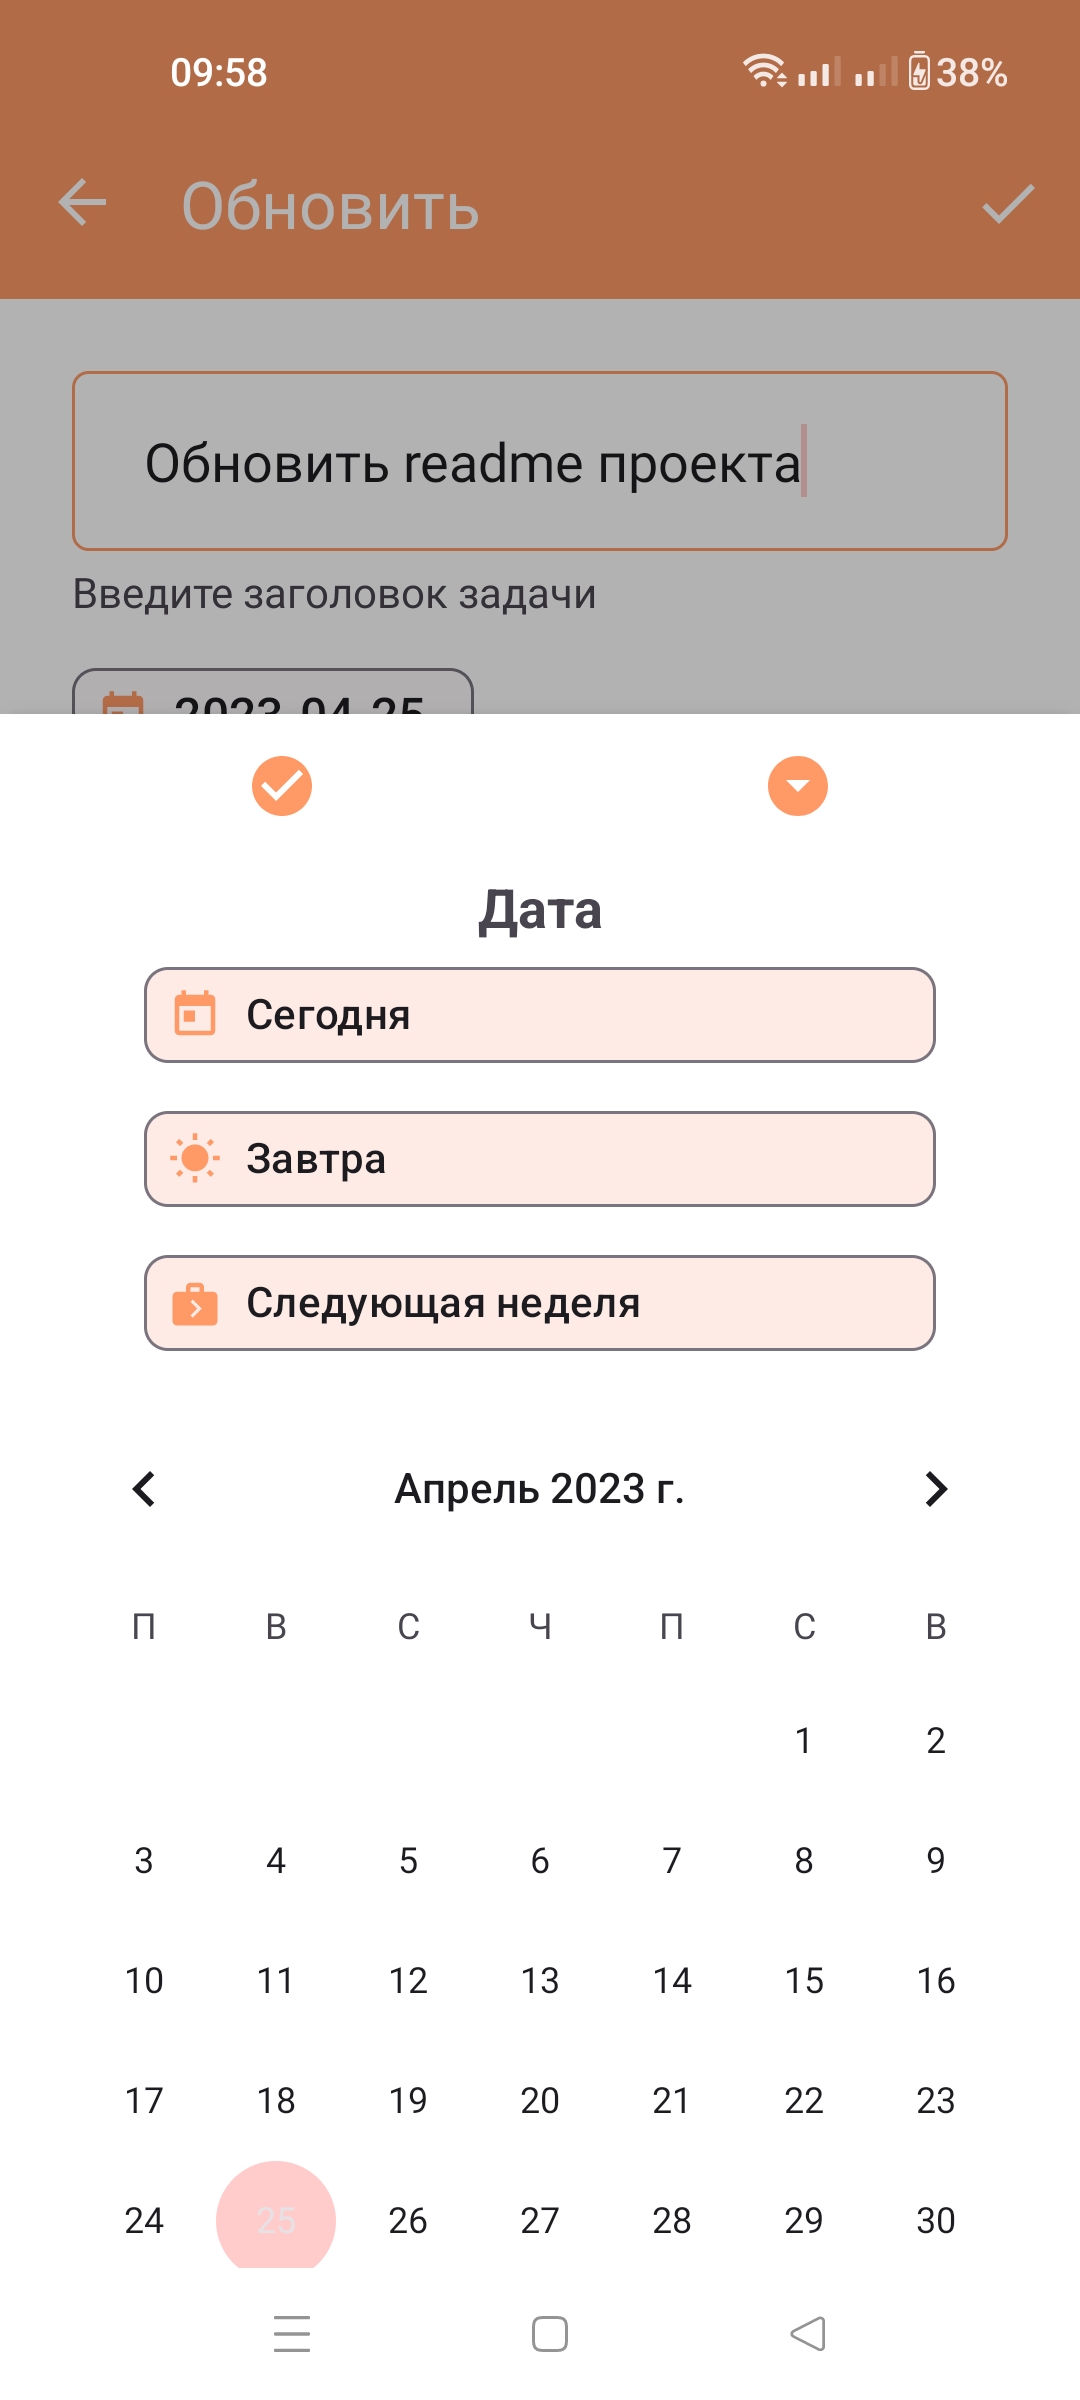 09:58 38%
Обновить
Обновить readme проекта
Введите заголовок задачи
2023-04-25
Дата
Сегодня
Завтра
Следующая неделя
Апрель 2023 г.
П В С Ч П С В
1 2
3 4 5 6 7 8 9
10 11 12 13 14 15 16
17 18 19 20 21 22 23
24 25 26 27 28 29 30